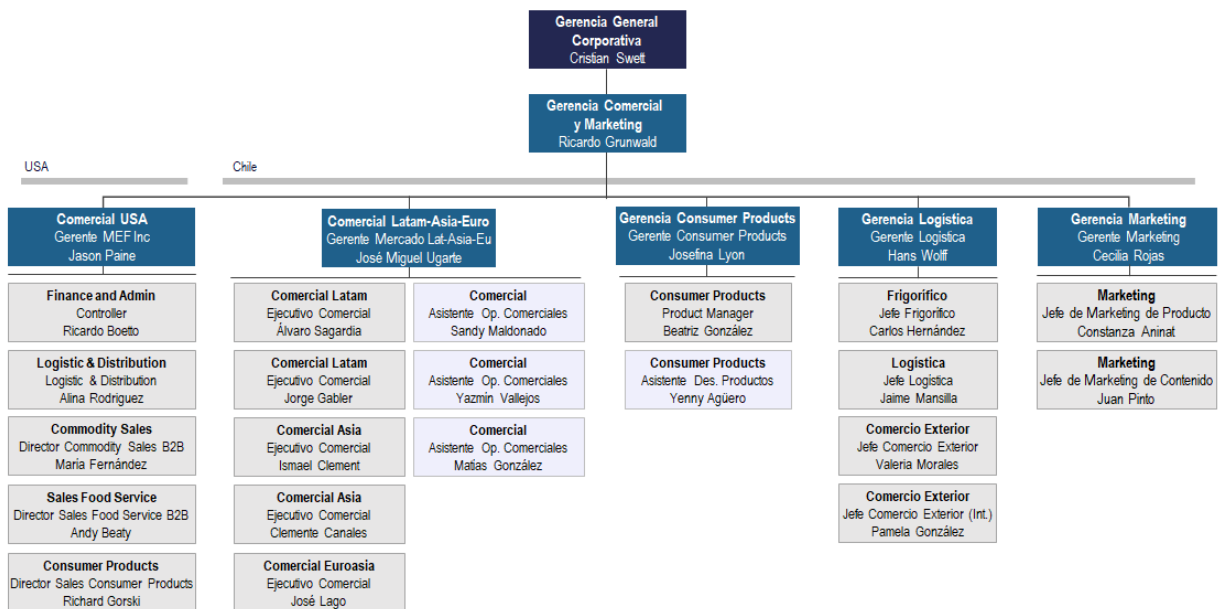 Gerencia General
Corporativa
Cristian Swett
Gerencia Comercial
y Marketing
Ricardo Grunwald
USA
Chile
Comercial USA
Gerente MEF Inc
Jason Paine
Finance and Admin
Controller
Ricardo Boetto
Logistic & Distribution
Logistic & Distribution
Alina Rodriguez
Commodity Sales
Director Commodity Sales B2B
María Fernández
Sales Food Service
Director Sales Food Service B2B
Andy Beaty
Consumer Products
Director Sales Consumer Products
Richard Gorski
Comercial Latam-Asia-Euro
Gerente Mercado Lat-Asia-Eu
José Miguel Ugarte
Comercial Latam
Ejecutivo Comercial
Álvaro Sagardia
Comercial Latam
Ejecutivo Comercial
Jorge Gabler
Comercial Asia
Ejecutivo Comercial
Ismael Clement
Comercial Asia
Ejecutivo Comercial
Clemente Canales
Comercial Euroasia
Ejecutivo Comercial
José Lago
Comercial
Asistente Op. Comerciales
Sandy Maldonado
Comercial
Asistente Op. Comerciales
Yazmín Vallejos
Comercial
Asistente Op. Comerciales
Matías González
Gerencia Consumer Products
Gerente Consumer Products
Josefina Lyon
Consumer Products
Product Manager
Beatriz González
Consumer Products
Asistente Des. Productos
Yenny Agüero
Gerencia Logística
Gerente Logística
Hans Wolff
Frigorífico
Jefe Frigorífico
Carlos Hernández
Logística
Jefe Logística
Jaime Mansilla
Comercio Exterior
Jefe Comercio Exterior
Valeria Morales
Comercio Exterior
Jefe Comercio Exterior (Int.)
Pamela González
Gerencia Marketing
Gerente Marketing
Cecilia Rojas
Marketing
Jefe de Marketing de Producto
Constanza Aninat
Marketing
Jefe de Marketing de Contenido
Juan Pinto